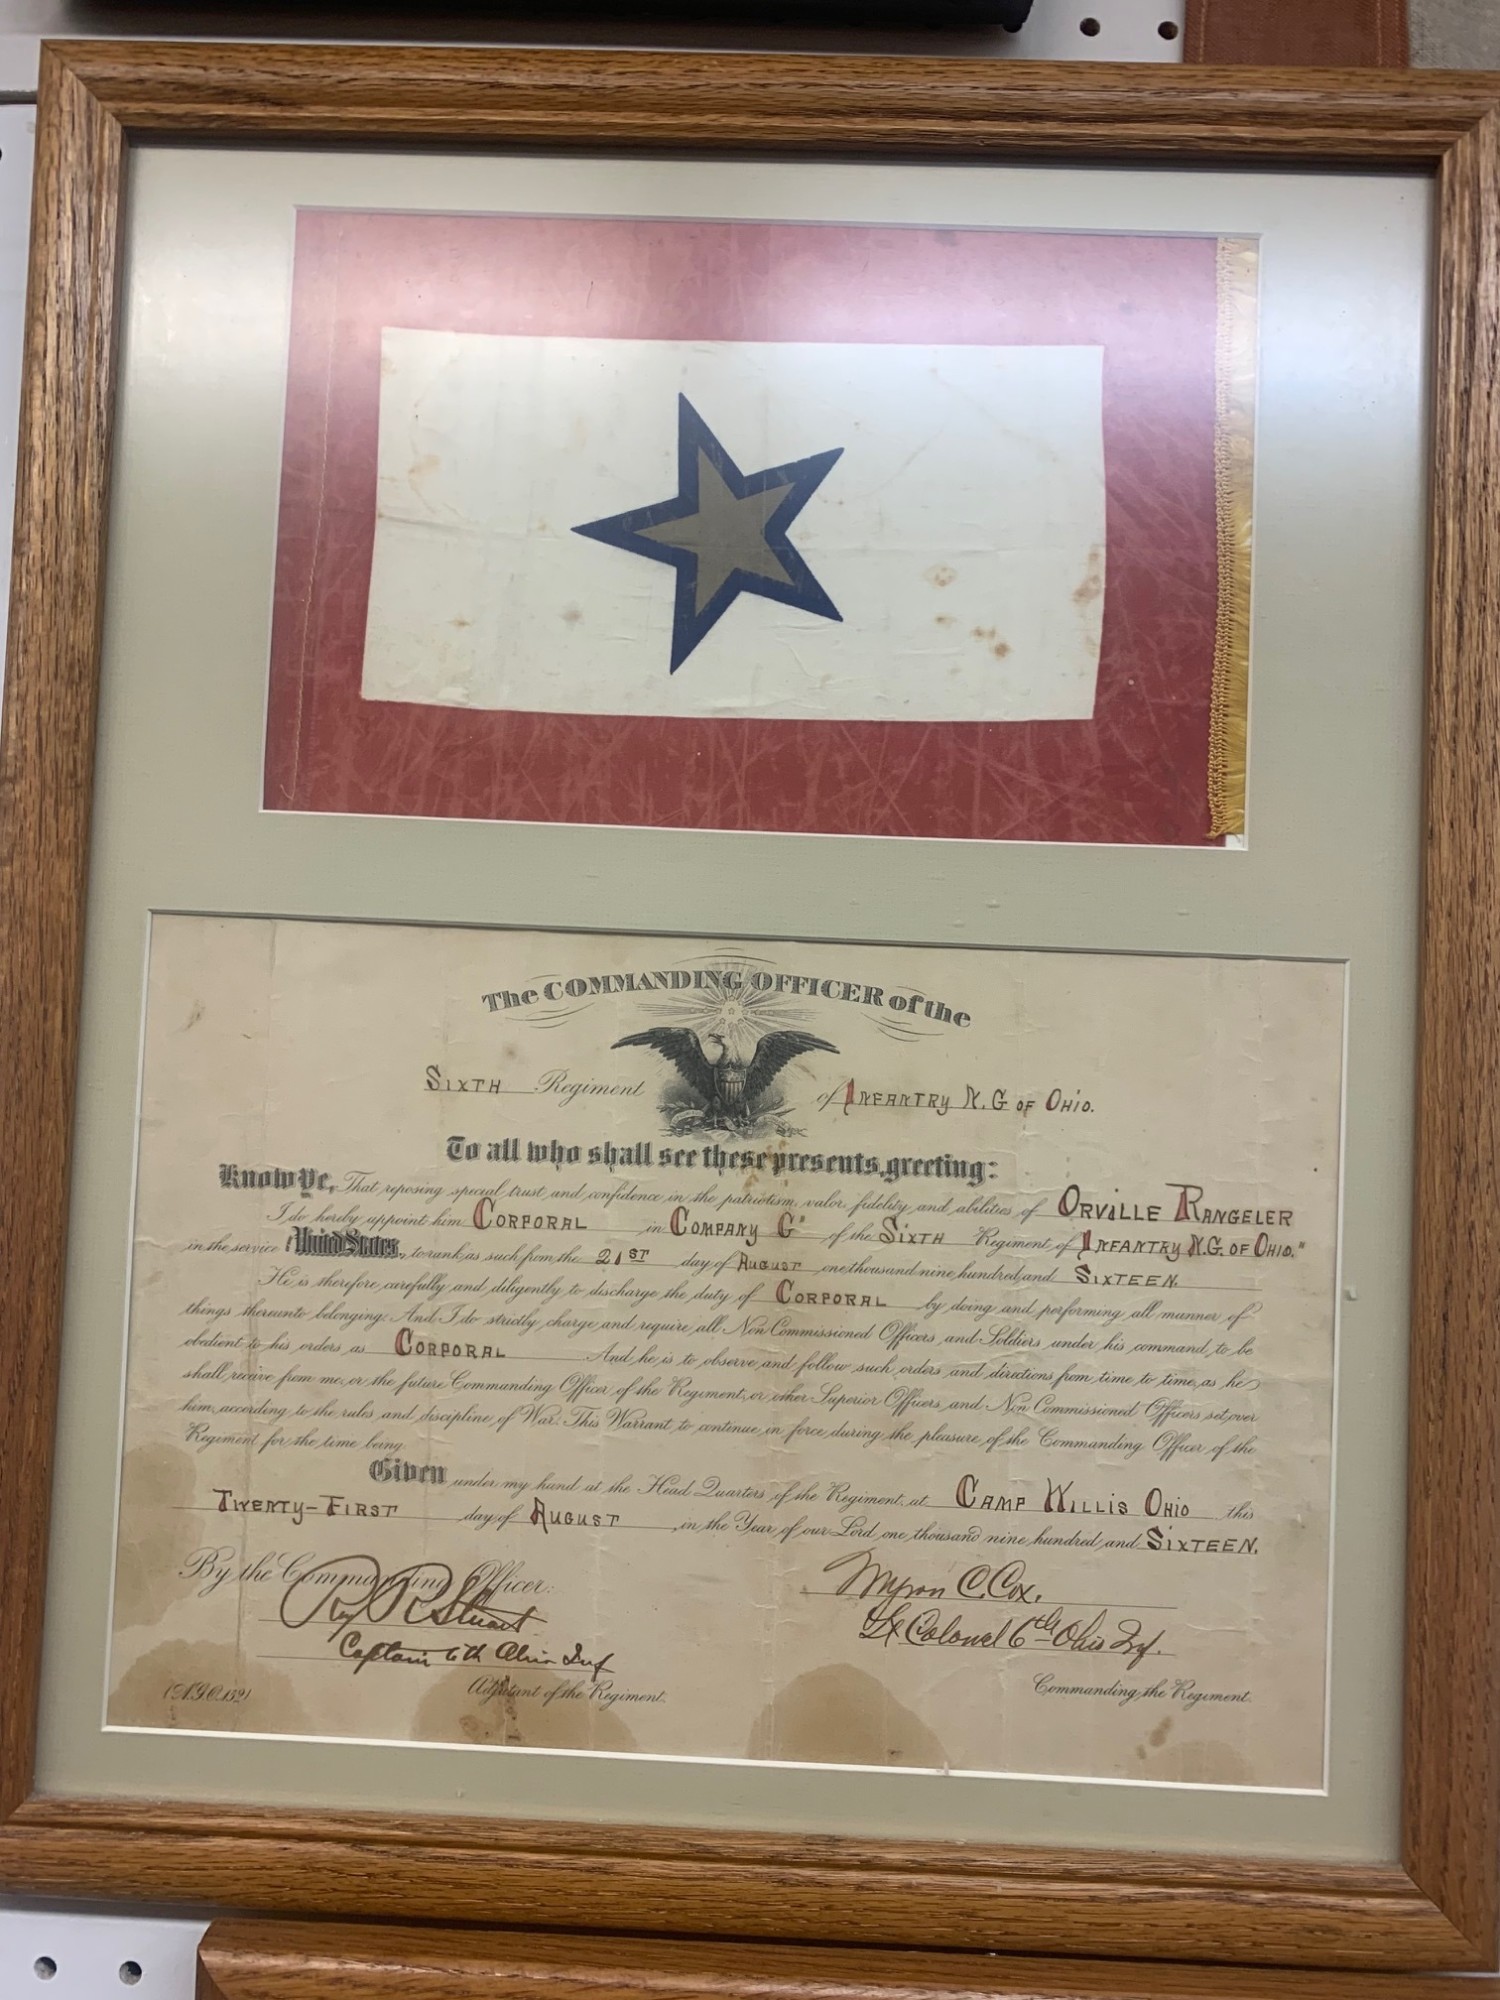 The COMMANDING OFFICER of the
SIXTH Regiment of INFANTRY N.G OF OHIO.
To all who shall see these presents, greeting:
Know Ye, That reposing special trust and confidence in the patriotism, valor, fidelity and abilities of ORVILLE RANGELER
I do hereby appoint him CORPORAL in COMPANY G" of the SIXTH Regiment of INFANTRY N.G. OF OHIO."
in the service United States, to rank as such from the 21ST day of AUGUST one thousand nine hundred and SIXTEEN.
He is therefore carefully and diligently to discharge the duty of CORPORAL by doing and performing all manner of
things thereunto belonging. And I do strictly charge and require all Non Commissioned Officers and Soldiers under his command, to be
obedient to his orders as CORPORAL And he is to observe and follow such orders and directions from time to time, as he
shall receive from me, or the future Commanding Officer of the Regiment, or other Superior Officers, and Non Commissioned Officers set over
him, according to the rules and discipline of War. This Warrant to continue in force during the pleasure of the Commanding Officer of the
Regiment for the time being.
Given under my hand at the Head Quarters of the Regiment, at CAMP WILLIS OHIO this
TWENTY-FIRST day of AUGUST, in the Year of our Lord one thousand nine hundred and SIXTEEN.
By the Commanding Officer:
Myron C. Cox.
Roy R Stuart
Lt Colonel 6th Ohio Inf.
Captain 6th Ohio Inf
Adjutant of the Regiment.
Commanding the Regiment.